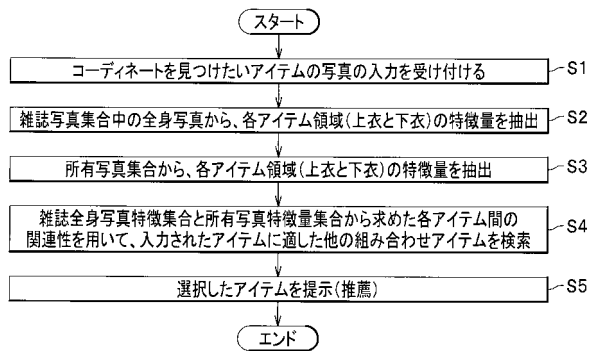 スタート
コーディネートを見つけたいアイテムの写真の入力を受け付ける
S1
雑誌写真集合中の全身写真から、各アイテム領域(上衣と下衣)の特徴量を抽出
S2
所有写真集合から、各アイテム領域(上衣と下衣)の特徴量を抽出
S3
雑誌全身写真特徴集合と所有写真特徴量集合から求めた各アイテム間の
関連性を用いて、入力されたアイテムに適した他の組み合わせアイテムを検索
S4
選択したアイテムを提示(推薦)
S5
エンド